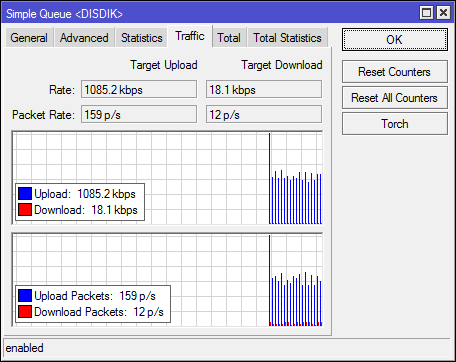 Simple Queue <DISDIK>
General Advanced Statistics Traffic Total Total Statistics
Target Upload Target Download
Rate: 1085.2 kbps 18.1 kbps
Packet Rate: 159 p/s 12 p/s
Upload: 1085.2 kbps
Download: 18.1 kbps
Upload Packets: 159 p/s
Download Packets: 12 p/s
OK
Reset Counters
Reset All Counters
Torch
enabled